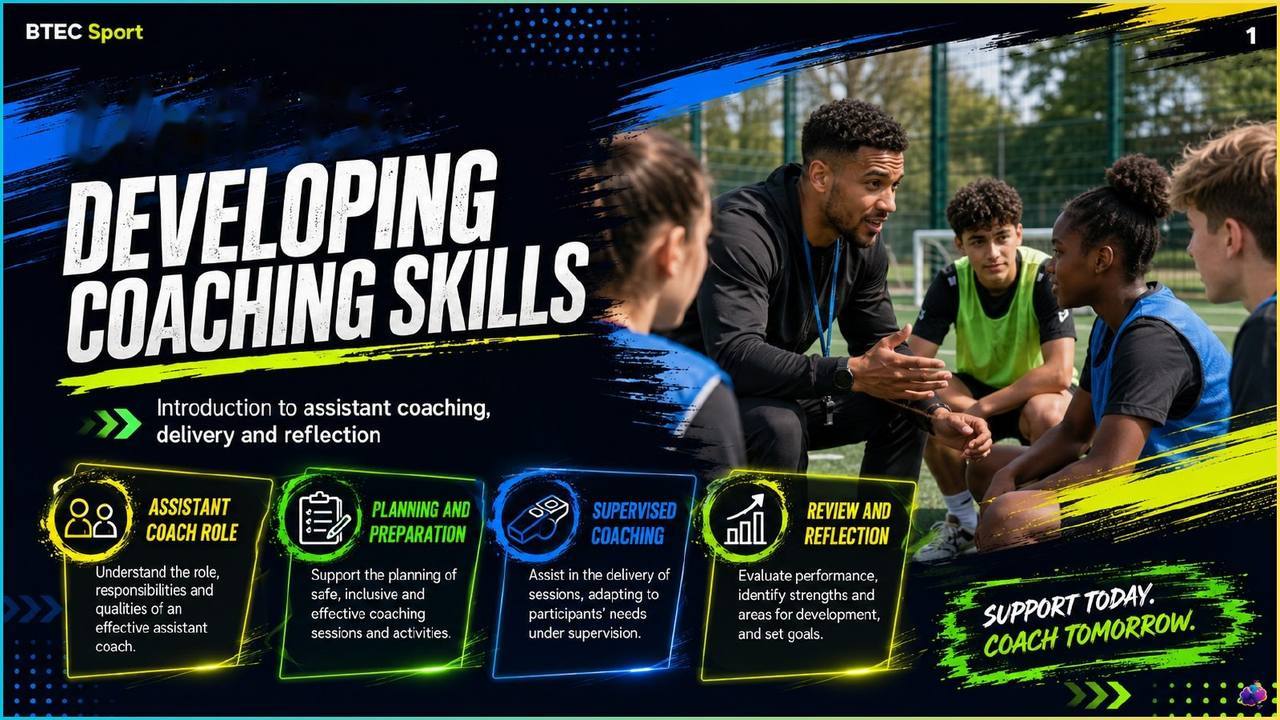 BTEC Sport
1
DEVELOPING
COACHING SKILLS
Introduction to assistant coaching,
delivery and reflection
ASSISTANT
COACH ROLE
Understand the role,
responsibilities and
qualities of an
effective assistant
coach.
PLANNING AND
PREPARATION
Support the planning of
safe, inclusive and
effective coaching
sessions and activities.
SUPERVISED
COACHING
Assist in the delivery of
sessions, adapting to
participants' needs
under supervision.
REVIEW AND
REFLECTION
Evaluate performance,
identify strengths and
areas for development,
and set goals.
SUPPORT TODAY.
COACH TOMORROW.